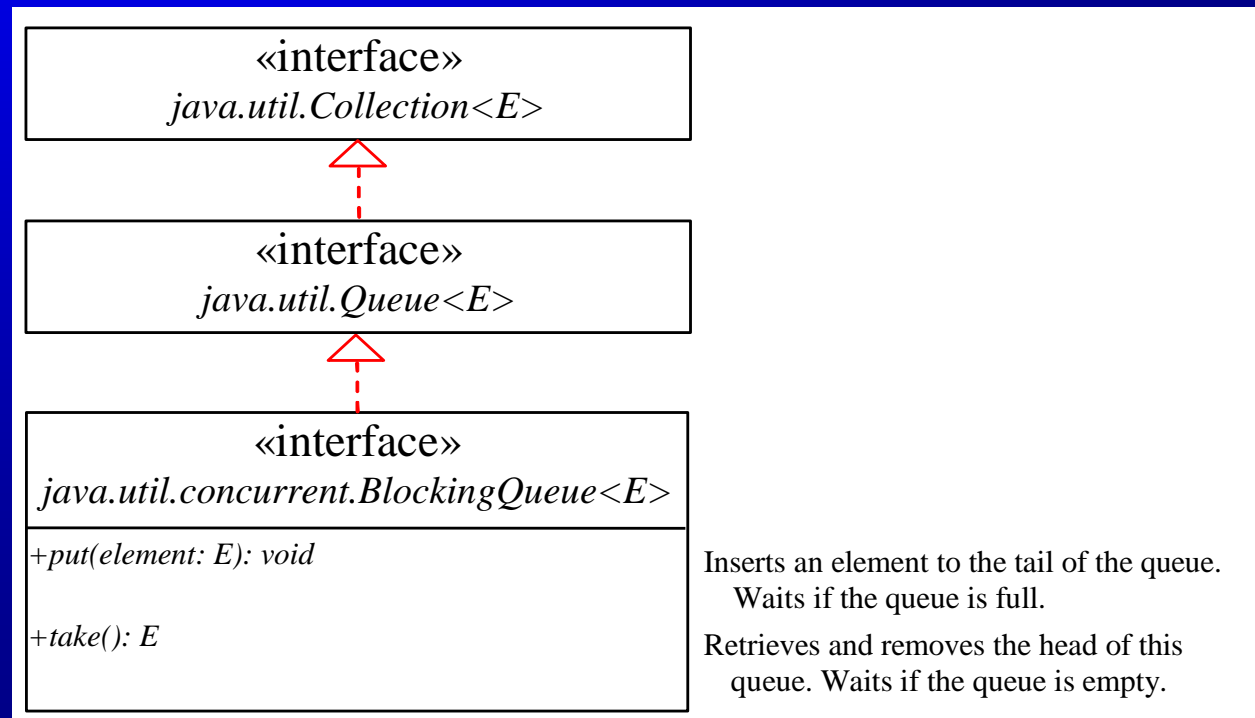 «interface»
java.util.Collection<E>
«interface»
java.util.Queue<E>
«interface»
java.util.concurrent.BlockingQueue<E>
+put(element: E): void
Inserts an element to the tail of the queue.
Waits if the queue is full.
+take(): E
Retrieves and removes the head of this
queue. Waits if the queue is empty.